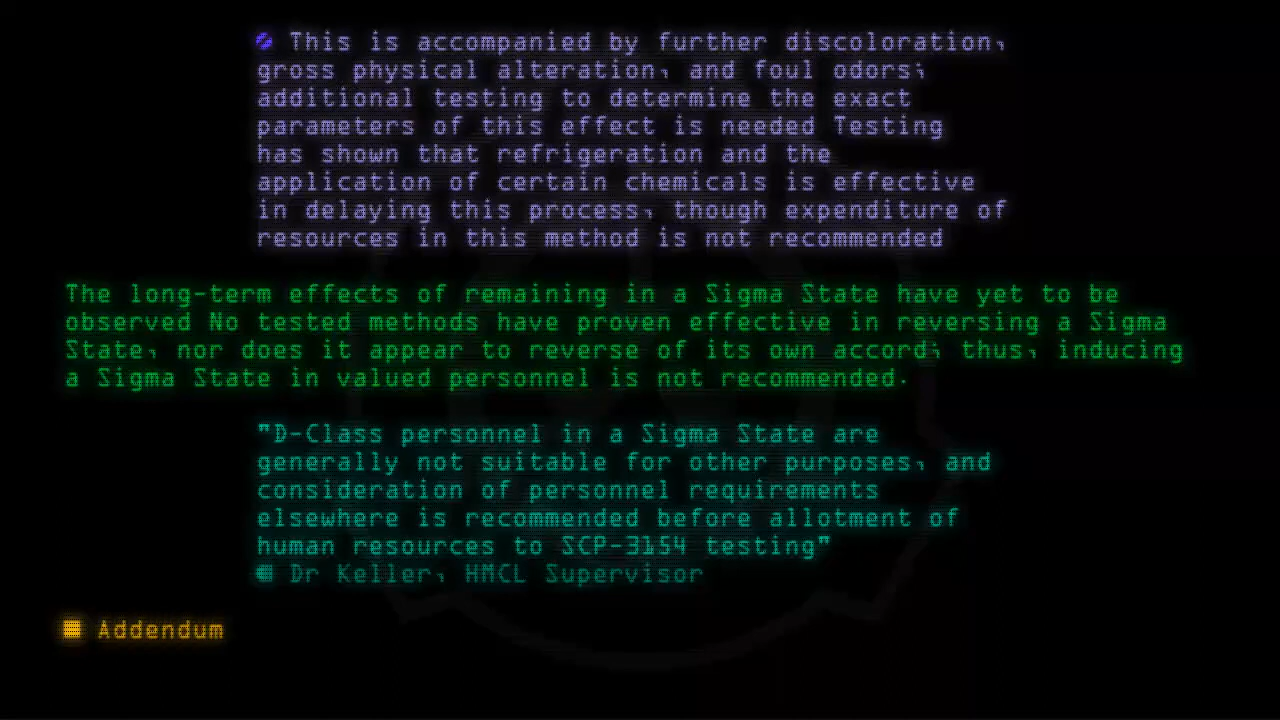 This is accompanied by further discoloration,
gross physical alteration, and foul odors;
additional testing to determine the exact
parameters of this effect is needed Testing
has shown that refrigeration and the
application of certain chemicals is effective
in delaying this process, though expenditure of
resources in this method is not recommended
The long-term effects of remaining in a Sigma State have yet to be
observed No tested methods have proven effective in reversing a Sigma
State, nor does it appear to reverse of its own accord; thus, inducing
a Sigma State in valued personnel is not recommended.
"D-Class personnel in a Sigma State are
generally not suitable for other purposes, and
consideration of personnel requirements
elsewhere is recommended before allotment of
human resources to SCP-3154 testing"
Dr Keller, HMCL Supervisor
Addendum